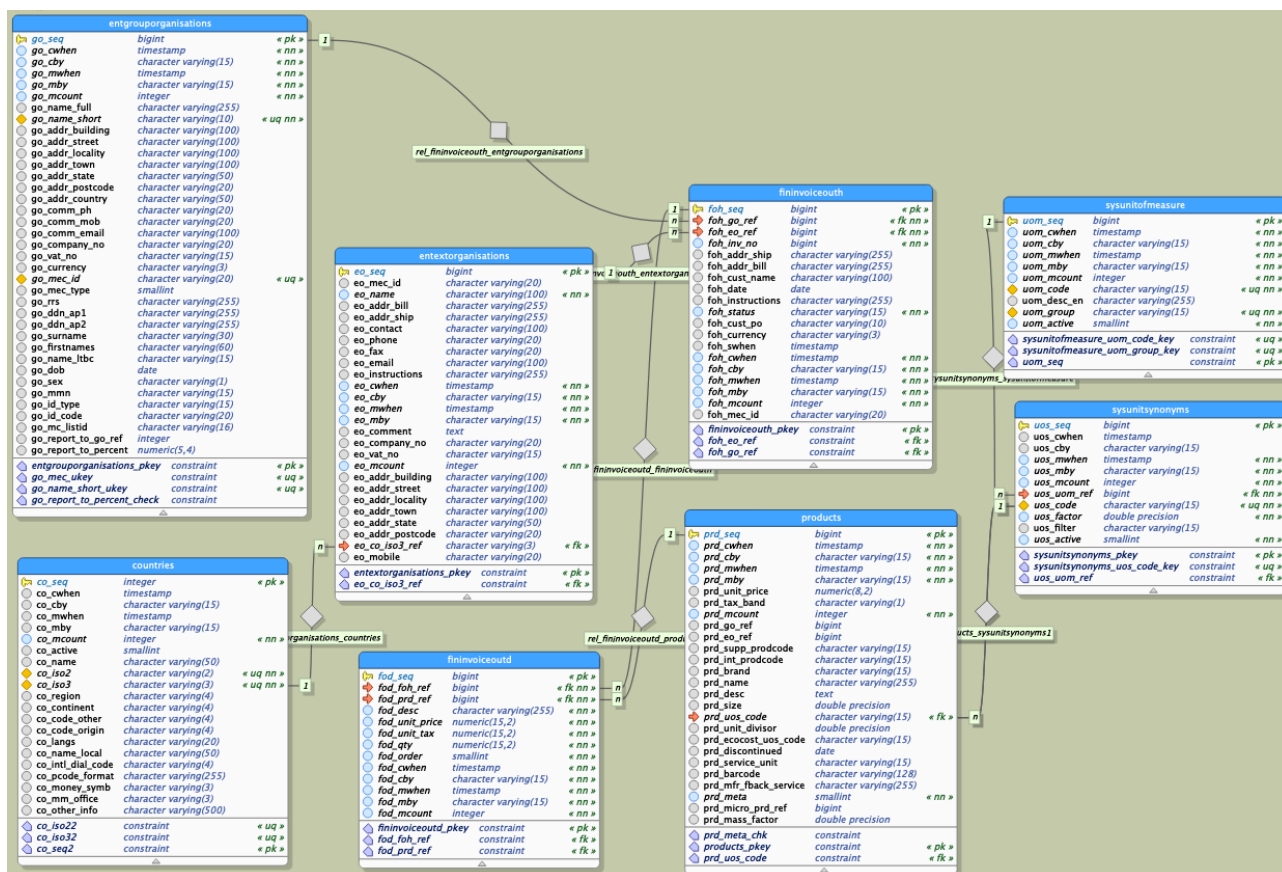 entgrouporganisations
go_seq bigint « pk »
go_cwhen timestamp « nn »
go_cby character varying(15) « nn »
go_mwhen timestamp « nn »
go_mby character varying(15) « nn »
go_mcount integer « nn »
go_name_full character varying(255)
go_name_short character varying(10) « uq nn »
go_addr_building character varying(100)
go_addr_street character varying(100)
go_addr_locality character varying(100)
go_addr_town character varying(100)
go_addr_state character varying(50)
go_addr_postcode character varying(20)
go_addr_country character varying(50)
go_comm_ph character varying(20)
go_comm_mob character varying(20)
go_comm_email character varying(100)
go_company_no character varying(20)
go_vat_no character varying(15)
go_currency character varying(3)
go_mec_id character varying(20) « uq »
go_mec_type smallint
go_rrs character varying(255)
go_ddn_ap1 character varying(255)
go_ddn_ap2 character varying(255)
go_surname character varying(30)
go_firstnames character varying(60)
go_name_ltbc character varying(15)
go_dob date
go_sex character varying(1)
go_mmn character varying(15)
go_id_type character varying(15)
go_id_code character varying(20)
go_mc_listid character varying(16)
go_report_to_go_ref integer
go_report_to_percent numeric(5,4)
entgrouporganisations_pkey constraint « pk »
go_mec_ukey constraint « uq »
go_name_short_ukey constraint « uq »
go_report_to_percent_check constraint
1
rel_fininvoiceouth_entgrouporganisations
countries
co_seq integer « pk »
co_cwhen timestamp
co_cby character varying(15)
co_mwhen timestamp
co_mby character varying(15)
co_mcount integer « nn »
co_active smallint
co_name character varying(50)
co_iso2 character varying(2) « uq nn »
co_iso3 character varying(3) « uq nn »
co_region character varying(4)
co_continent character varying(4)
co_code_other character varying(4)
co_code_origin character varying(4)
co_langs character varying(20)
co_name_local character varying(50)
co_intl_dial_code character varying(4)
co_pcode_format character varying(255)
co_money_symb character varying(3)
co_mm_office character varying(3)
co_other_info character varying(500)
co_iso22 constraint « uq »
co_iso32 constraint « uq »
co_seq2 constraint « pk »
n
organisations_countries
1
entextorganisations
eo_seq bigint « pk »
eo_mec_id character varying(20)
eo_name character varying(100) « nn »
eo_addr_bill character varying(255)
eo_addr_ship character varying(255)
eo_contact character varying(100)
eo_phone character varying(20)
eo_fax character varying(20)
eo_email character varying(100)
eo_instructions character varying(255)
eo_cwhen timestamp « nn »
eo_cby character varying(15) « nn »
eo_mwhen timestamp « nn »
eo_mby character varying(15) « nn »
eo_comment text
eo_company_no character varying(20)
eo_vat_no character varying(15)
eo_mcount integer « nn »
eo_addr_building character varying(100)
eo_addr_street character varying(100)
eo_addr_locality character varying(100)
eo_addr_town character varying(100)
eo_addr_state character varying(50)
eo_addr_postcode character varying(20)
eo_co_iso3_ref character varying(3) « fk »
eo_mobile character varying(20)
entextorganisations_pkey constraint « pk »
eo_co_iso3_ref constraint « fk »
1
fininvoiceoutd
fod_seq bigint « pk »
fod_foh_ref bigint « fk nn »
fod_prd_ref bigint « fk nn »
fod_desc character varying(255) « nn »
fod_unit_price numeric(15,2) « nn »
fod_unit_tax numeric(15,2) « nn »
fod_qty numeric(15,2) « nn »
fod_order smallint « nn »
fod_cwhen timestamp « nn »
fod_cby character varying(15) « nn »
fod_mwhen timestamp « nn »
fod_mby character varying(15) « nn »
fod_mcount integer « nn »
fininvoiceoutd_pkey constraint « pk »
fod_foh_ref constraint « fk »
fod_prd_ref constraint « fk »
n
n
fininvoiceoutd_fininvoiceouth
rel_fininvoiceoutd_produ
1
n
n
fininvoiceouth
foh_seq bigint « pk »
foh_go_ref bigint « fk nn »
foh_eo_ref bigint « fk nn »
foh_inv_no bigint « nn »
foh_addr_ship character varying(255)
foh_addr_bill character varying(255)
foh_cust_name character varying(100)
foh_date date
foh_instructions character varying(255)
foh_status character varying(15) « nn »
foh_cust_po character varying(10)
foh_currency character varying(3)
foh_swhen timestamp
foh_cwhen timestamp « nn »
foh_cby character varying(15) « nn »
foh_mwhen timestamp « nn »
foh_mby character varying(15) « nn »
foh_mcount integer « nn »
foh_mec_id character varying(20)
fininvoiceouth_pkey constraint « pk »
foh_eo_ref constraint « fk »
foh_go_ref constraint « fk »
1
products
prd_seq bigint « pk »
prd_cwhen timestamp « nn »
prd_cby character varying(15) « nn »
prd_mwhen timestamp « nn »
prd_mby character varying(15) « nn »
prd_unit_price numeric(8,2)
prd_tax_band character varying(1)
prd_mcount integer « nn »
prd_go_ref bigint
prd_eo_ref bigint
prd_supp_prodcode character varying(15)
prd_int_prodcode character varying(15)
prd_brand character varying(15)
prd_name character varying(255)
prd_desc text
prd_size double precision
prd_uos_code character varying(15) « fk »
prd_unit_divisor double precision
prd_ecocost_uos_code character varying(15)
prd_discontinued date
prd_service_unit character varying(15)
prd_barcode character varying(128)
prd_mfr_fback_service character varying(255)
prd_meta smallint « nn »
prd_micro_prd_ref bigint
prd_mass_factor double precision
prd_meta_chk constraint
products_pkey constraint « pk »
prd_uos_code constraint « fk »
n
ucts_sysunitsynonyms1
sysunitofmeasure
uom_seq bigint « pk »
uom_cwhen timestamp « nn »
uom_cby character varying(15) « nn »
uom_mwhen timestamp « nn »
uom_mby character varying(15) « nn »
uom_mcount integer « nn »
uom_code character varying(15) « uq nn »
uom_desc_en character varying(255)
uom_group character varying(15) « uq nn »
uom_active smallint « nn »
sysunitofmeasure_uom_code_key constraint « uq »
sysunitofmeasure_uom_group_key constraint « uq »
uom_seq constraint « pk »
1
sysunitsynonyms
uos_seq bigint « pk »
uos_cwhen timestamp
uos_cby character varying(15)
uos_mwhen timestamp « nn »
uos_mby character varying(15) « nn »
uos_mcount integer « nn »
uos_uom_ref bigint « fk nn »
uos_code character varying(15) « uq nn »
uos_factor double precision « nn »
uos_filter character varying(15)
uos_active smallint « nn »
sysunitsynonyms_pkey constraint « pk »
sysunitsynonyms_uos_code_key constraint « uq »
uos_uom_ref constraint « fk »
n
1